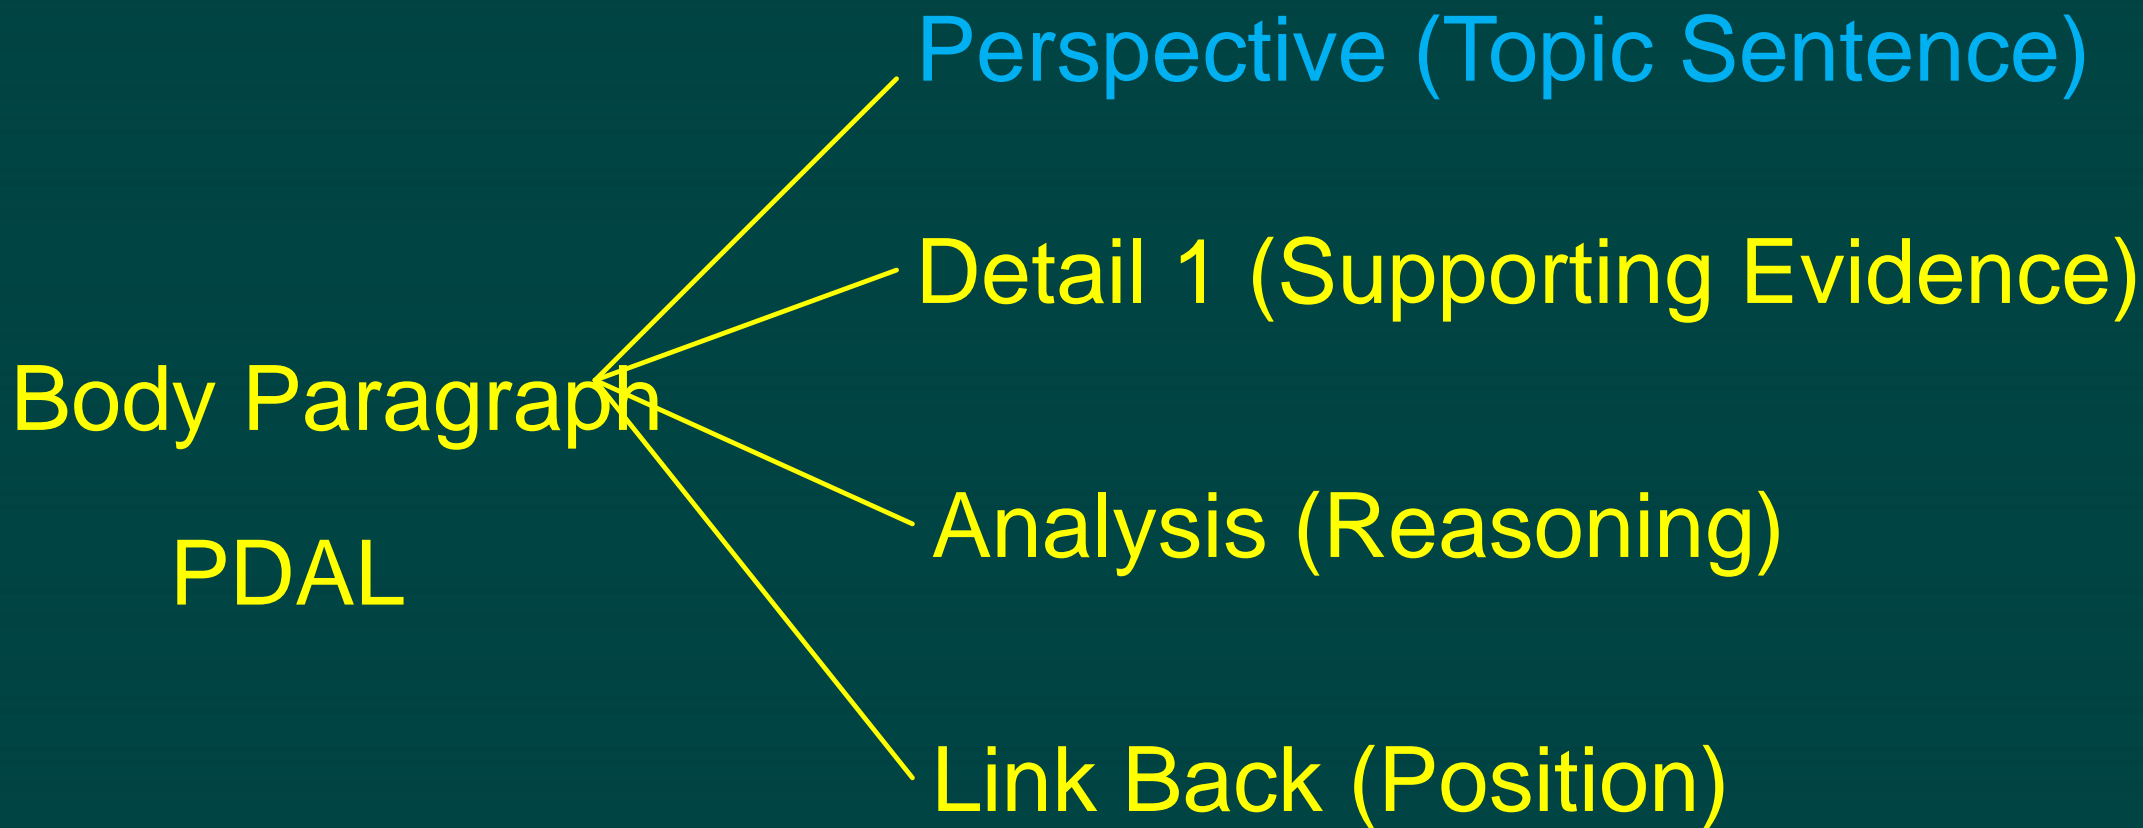 Perspective (Topic Sentence)
Detail 1 (Supporting Evidence)
Body Paragraph
Analysis (Reasoning)
PDAL
Link Back (Position)